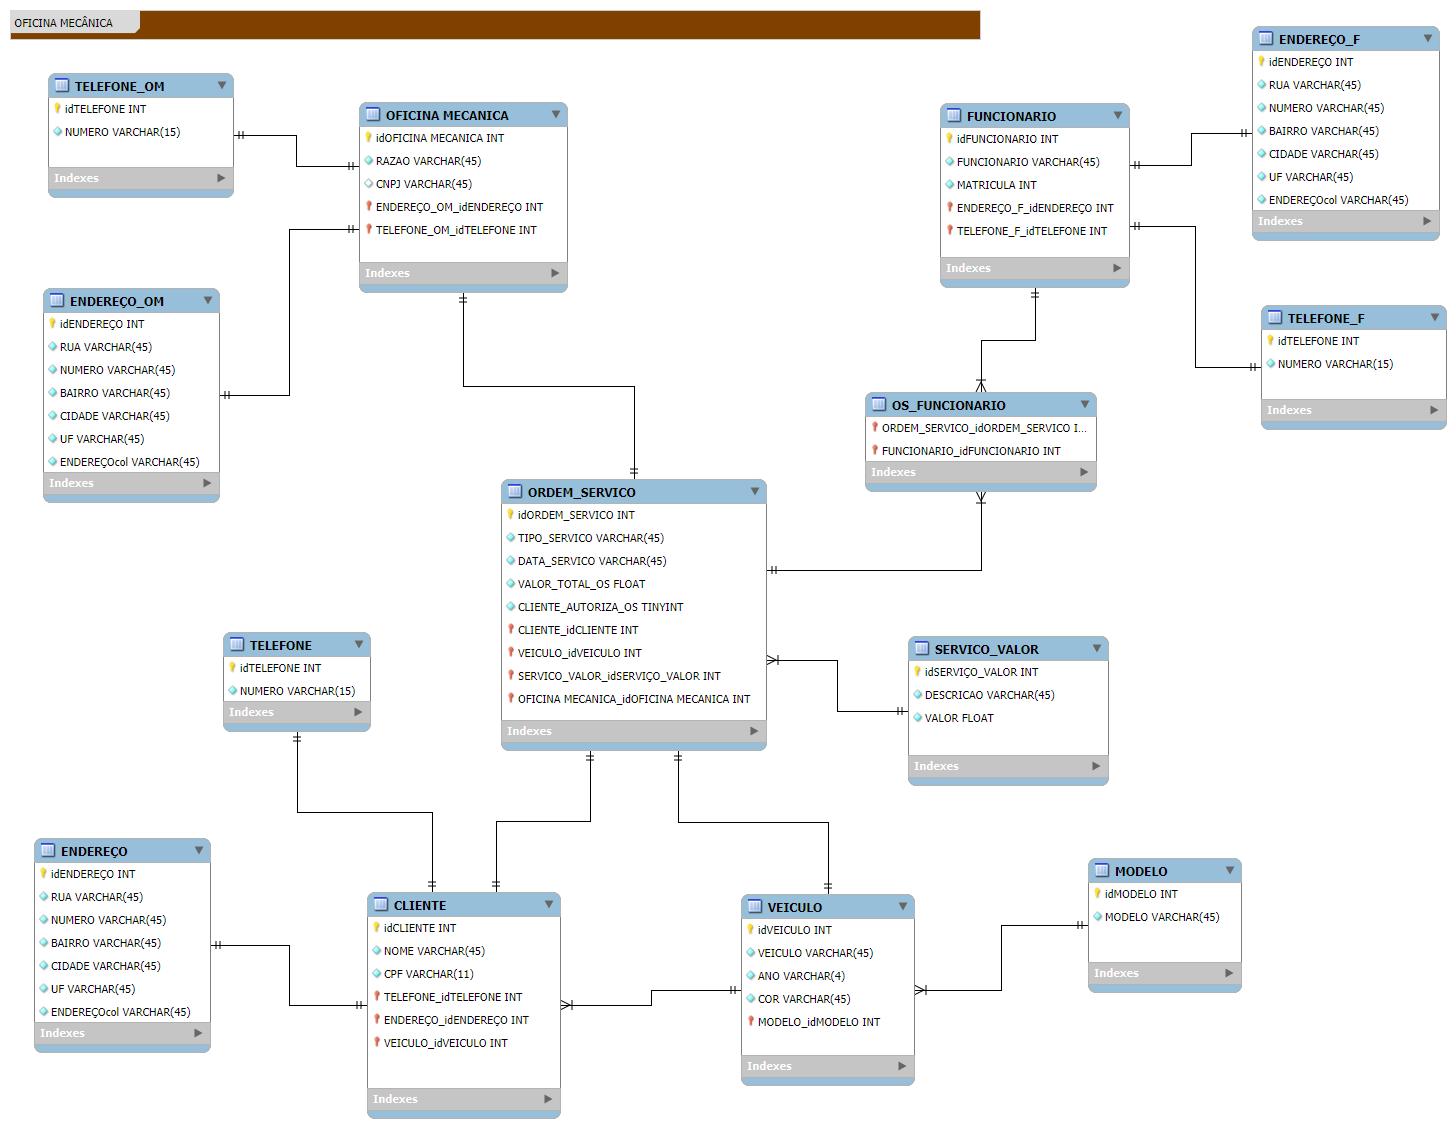 OFICINA MECÂNICA
TELEFONE_OM
idTELEFONE INT
NUMERO VARCHAR(15)
Indexes
OFICINA MECANICA
idOFICINA MECANICA INT
RAZAO VARCHAR(45)
CNPJ VARCHAR(45)
ENDEREÇO_OM_idENDEREÇO INT
TELEFONE_OM_idTELEFONE INT
Indexes
FUNCIONARIO
idFUNCIONARIO INT
FUNCIONARIO VARCHAR(45)
MATRICULA INT
ENDEREÇO_F_idENDEREÇO INT
TELEFONE_F_idTELEFONE INT
Indexes
ENDEREÇO_F
idENDEREÇO INT
RUA VARCHAR(45)
NUMERO VARCHAR(45)
BAIRRO VARCHAR(45)
CIDADE VARCHAR(45)
UF VARCHAR(45)
ENDEREÇOcol VARCHAR(45)
Indexes
ENDEREÇO_OM
idENDEREÇO INT
RUA VARCHAR(45)
NUMERO VARCHAR(45)
BAIRRO VARCHAR(45)
CIDADE VARCHAR(45)
UF VARCHAR(45)
ENDEREÇOcol VARCHAR(45)
Indexes
TELEFONE_F
idTELEFONE INT
NUMERO VARCHAR(15)
Indexes
OS_FUNCIONARIO
ORDEM_SERVICO_idORDEM_SERVICO I...
FUNCIONARIO_idFUNCIONARIO INT
Indexes
ORDEM_SERVICO
idORDEM_SERVICO INT
TIPO_SERVICO VARCHAR(45)
DATA_SERVICO VARCHAR(45)
VALOR_TOTAL_OS FLOAT
CLIENTE_AUTORIZA_OS TINYINT
CLIENTE_idCLIENTE INT
VEICULO_idVEICULO INT
SERVICO_VALOR_idSERVIÇO_VALOR INT
OFICINA MECANICA_idOFICINA MECANICA INT
Indexes
TELEFONE
idTELEFONE INT
NUMERO VARCHAR(15)
Indexes
SERVICO_VALOR
idSERVIÇO_VALOR INT
DESCRICAO VARCHAR(45)
VALOR FLOAT
Indexes
ENDEREÇO
idENDEREÇO INT
RUA VARCHAR(45)
NUMERO VARCHAR(45)
BAIRRO VARCHAR(45)
CIDADE VARCHAR(45)
UF VARCHAR(45)
ENDEREÇOcol VARCHAR(45)
Indexes
CLIENTE
idCLIENTE INT
NOME VARCHAR(45)
CPF VARCHAR(11)
TELEFONE_idTELEFONE INT
ENDEREÇO_idENDEREÇO INT
VEICULO_idVEICULO INT
Indexes
VEICULO
idVEICULO INT
VEICULO VARCHAR(45)
ANO VARCHAR(4)
COR VARCHAR(45)
MODELO_idMODELO INT
Indexes
MODELO
idMODELO INT
MODELO VARCHAR(45)
Indexes